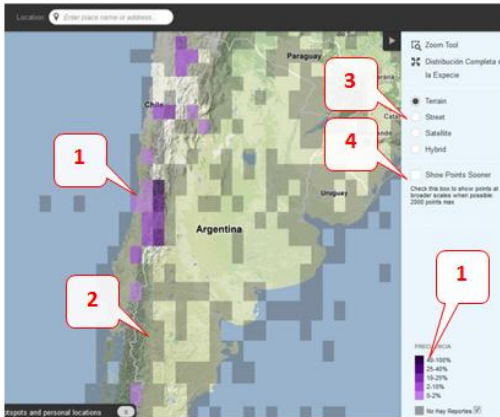 Location:
Enter place name or address...
Zoom Tool
Distribución Completa
la Especie
Terrain
Street
Satellite
Hybrid
Show Points Sooner
Check this box to show points at
broader scales when possible:
2000 points max
Paraguay
Chile
Uruguay
Argentina
1
2
3
4
1
40-100%
25-40%
10-25%
2-10%
0-2%
No Hay Reportes
otspots and personal locations